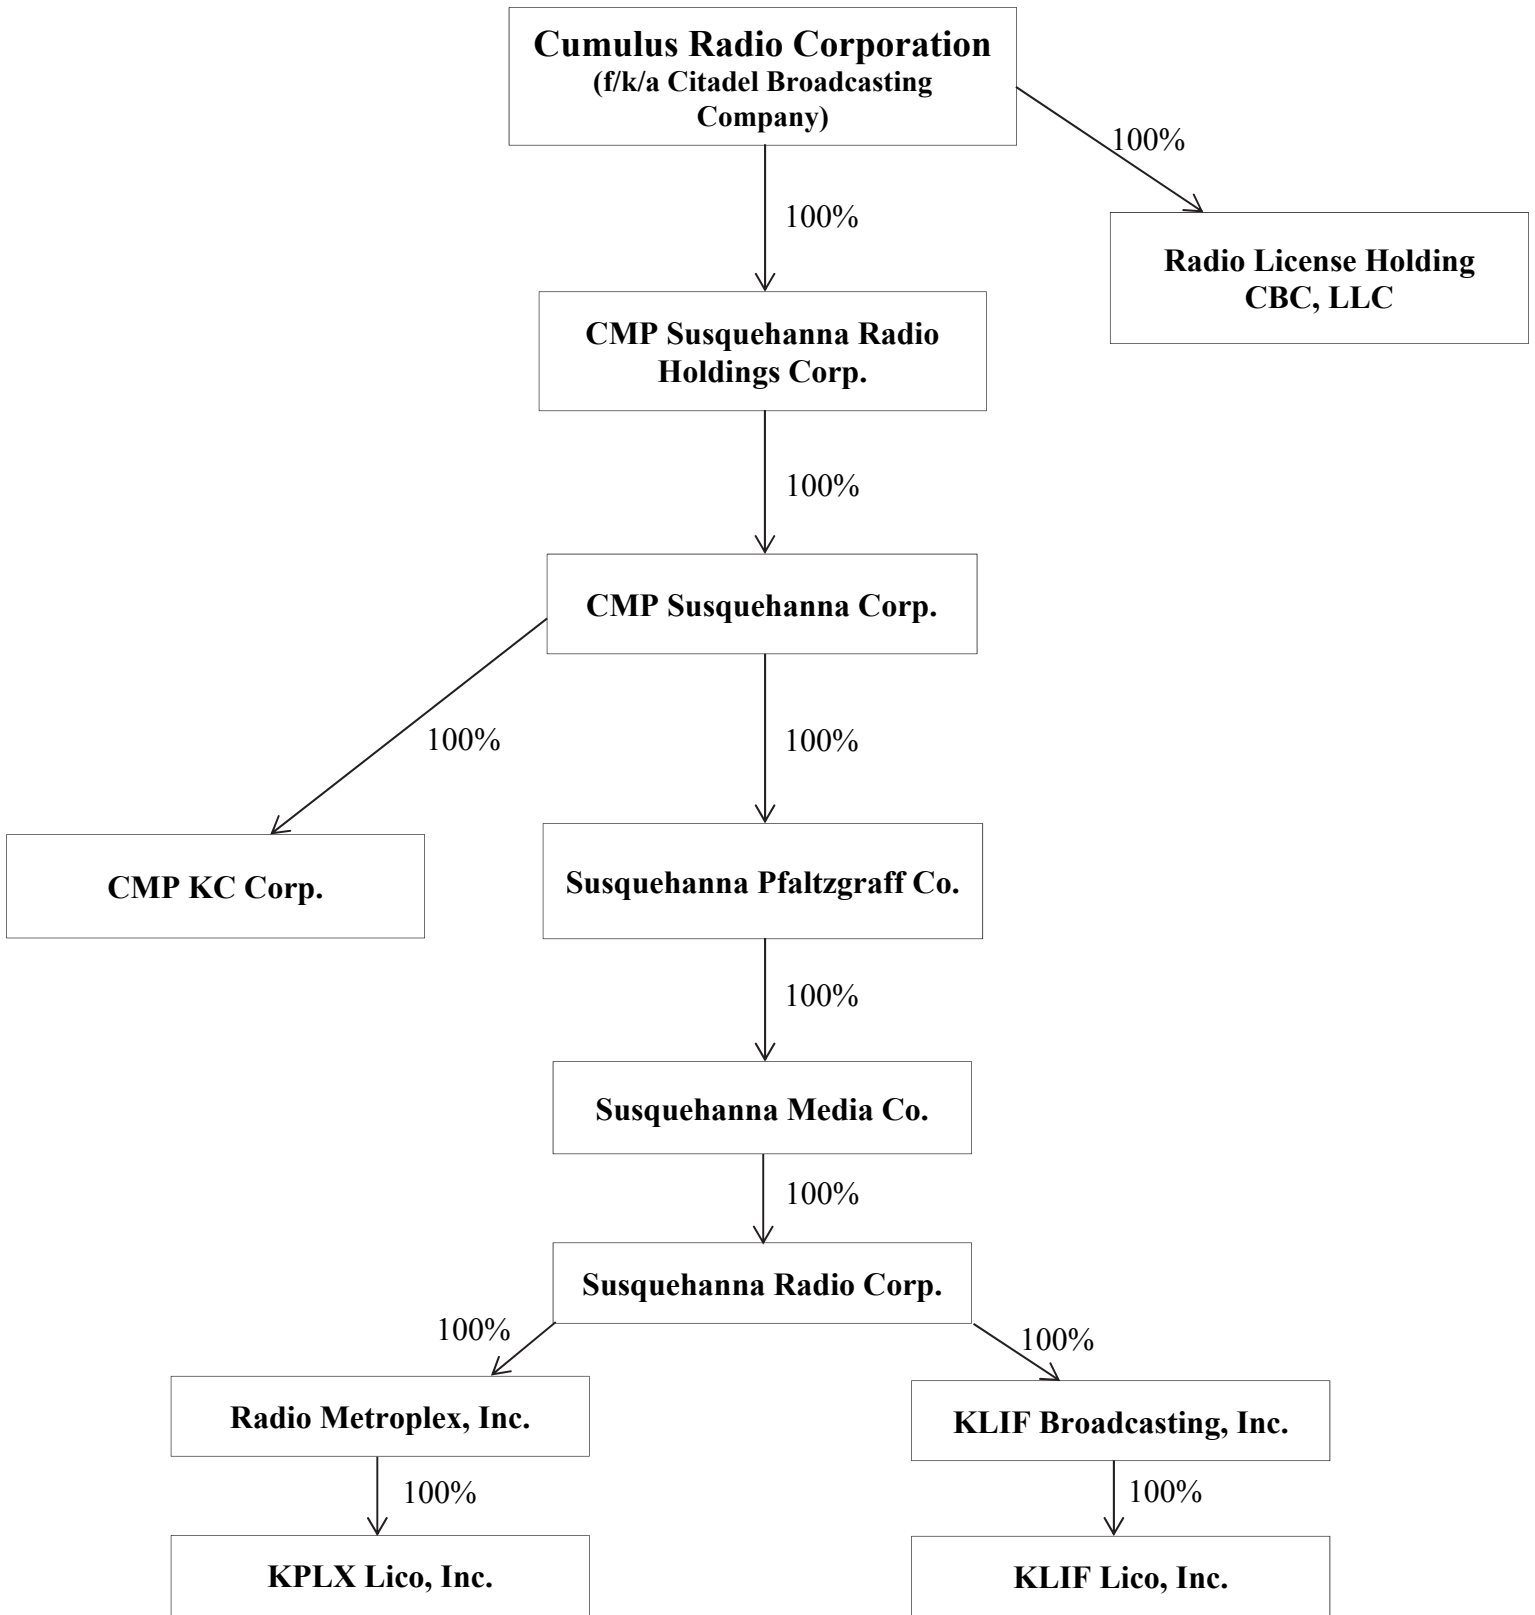 Cumulus Radio Corporation
(f/k/a Citadel Broadcasting
Company)
100%
100%
Radio License Holding
CBC, LLC
CMP Susquehanna Radio
Holdings Corp.
100%
CMP Susquehanna Corp.
100%
100%
CMP KC Corp.
Susquehanna Pfaltzgraff Co.
100%
Susquehanna Media Co.
100%
Susquehanna Radio Corp.
100%
100%
Radio Metroplex, Inc.
KLIF Broadcasting, Inc.
100%
100%
KPLX Lico, Inc.
KLIF Lico, Inc.